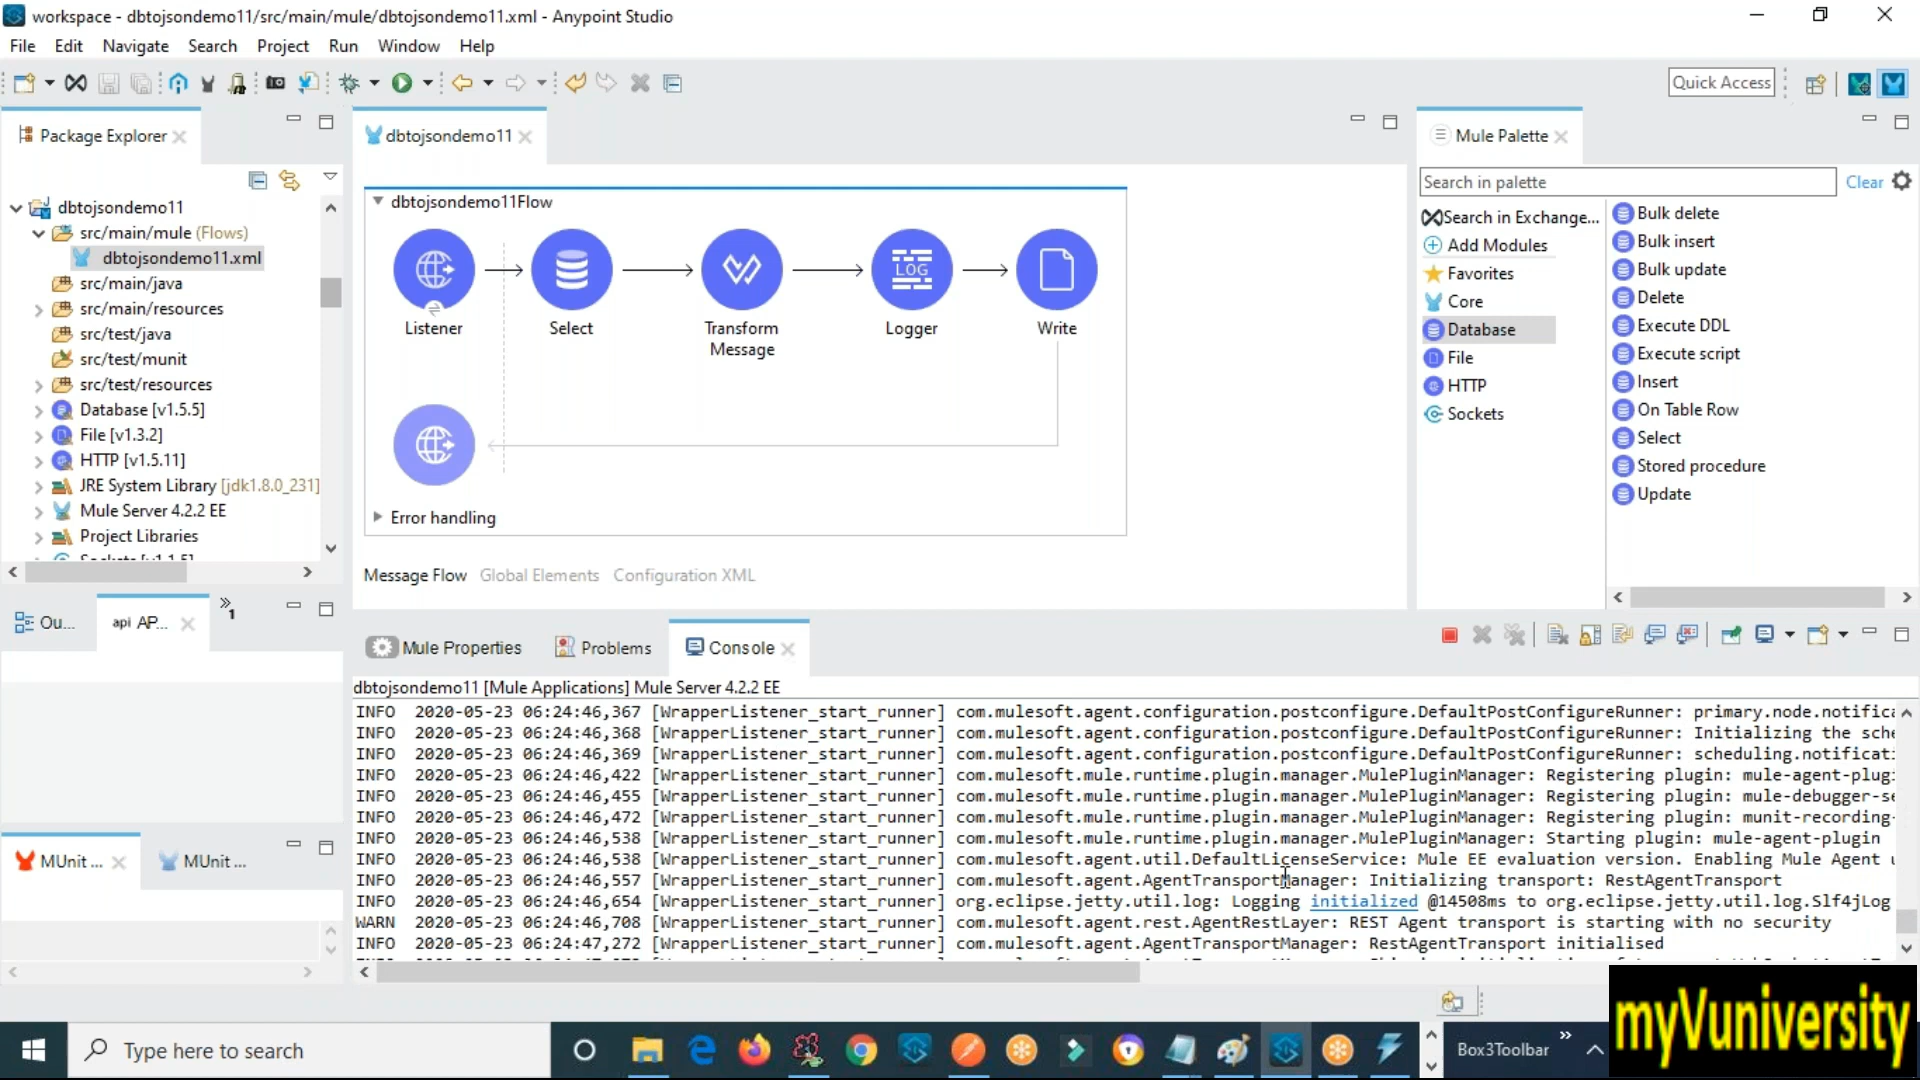 workspace - dbtojsondemo11/src/main/mule/dbtojsondemo11.xml - Anypoint Studio
File Edit Navigate Search Project Run Window Help
Quick Access
Package Explorer
dbtojsondemo11
src/main/mule (Flows)
dbtojsondemo11.xml
src/main/java
src/main/resources
src/test/java
src/test/munit
src/test/resources
Database [v1.5.5]
File [v1.3.2]
HTTP [v1.5.11]
JRE System Library [jdk1.8.0_231]
Mule Server 4.2.2 EE
Project Libraries
Ou...
api AP...
»1
MUnit ...
MUnit ...
dbtojsondemo11
dbtojsondemo11Flow
LOG
Listener
Select
Transform
Message
Logger
Write
Error handling
Message Flow Global Elements Configuration XML
Mule Palette
Search in palette
Clear
Search in Exchange...
Add Modules
Favorites
Core
Database
File
HTTP
Sockets
Bulk delete
Bulk insert
Bulk update
Delete
Execute DDL
Execute script
Insert
On Table Row
Select
Stored procedure
Update
Mule Properties
Problems
Console
dbtojsondemo11 [Mule Applications] Mule Server 4.2.2 EE
INFO 2020-05-23 06:24:46,367 [WrapperListener_start_runner] com.mulesoft.agent.configuration.postconfigure.DefaultPostConfigureRunner: primary.node.notifica
INFO 2020-05-23 06:24:46,368 [WrapperListener_start_runner] com.mulesoft.agent.configuration.postconfigure.DefaultPostConfigureRunner: Initializing the sche
INFO 2020-05-23 06:24:46,369 [WrapperListener_start_runner] com.mulesoft.agent.configuration.postconfigure.DefaultPostConfigureRunner: scheduling.notificati
INFO 2020-05-23 06:24:46,422 [WrapperListener_start_runner] com.mulesoft.mule.runtime.plugin.manager.MulePluginManager: Registering plugin: mule-agent-plugi
INFO 2020-05-23 06:24:46,455 [WrapperListener_start_runner] com.mulesoft.mule.runtime.plugin.manager.MulePluginManager: Registering plugin: mule-debugger-se
INFO 2020-05-23 06:24:46,472 [WrapperListener_start_runner] com.mulesoft.mule.runtime.plugin.manager.MulePluginManager: Registering plugin: munit-recording-
INFO 2020-05-23 06:24:46,538 [WrapperListener_start_runner] com.mulesoft.mule.runtime.plugin.manager.MulePluginManager: Starting plugin: mule-agent-plugin
INFO 2020-05-23 06:24:46,538 [WrapperListener_start_runner] com.mulesoft.agent.util.DefaultLicenseService: Mule EE evaluation version. Enabling Mule Agent u
INFO 2020-05-23 06:24:46,557 [WrapperListener_start_runner] com.mulesoft.agent.AgentTransportManager: Initializing transport: RestAgentTransport
INFO 2020-05-23 06:24:46,654 [WrapperListener_start_runner] org.eclipse.jetty.util.log: Logging initialized @14508ms to org.eclipse.jetty.util.log.Slf4jLog
WARN 2020-05-23 06:24:46,708 [WrapperListener_start_runner] com.mulesoft.agent.rest.AgentRestLayer: REST Agent transport is starting with no security
INFO 2020-05-23 06:24:47,272 [WrapperListener_start_runner] com.mulesoft.agent.AgentTransportManager: RestAgentTransport initialised
Type here to search
Box3Toolbar
myVuniversity